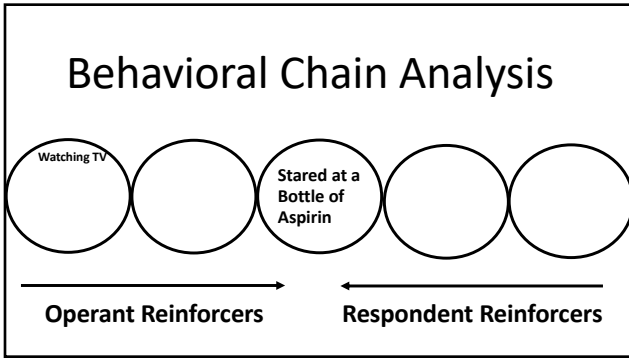 Behavioral Chain Analysis
Watching TV
Stared at a
Bottle of
Aspirin
Operant Reinforcers
Respondent Reinforcers